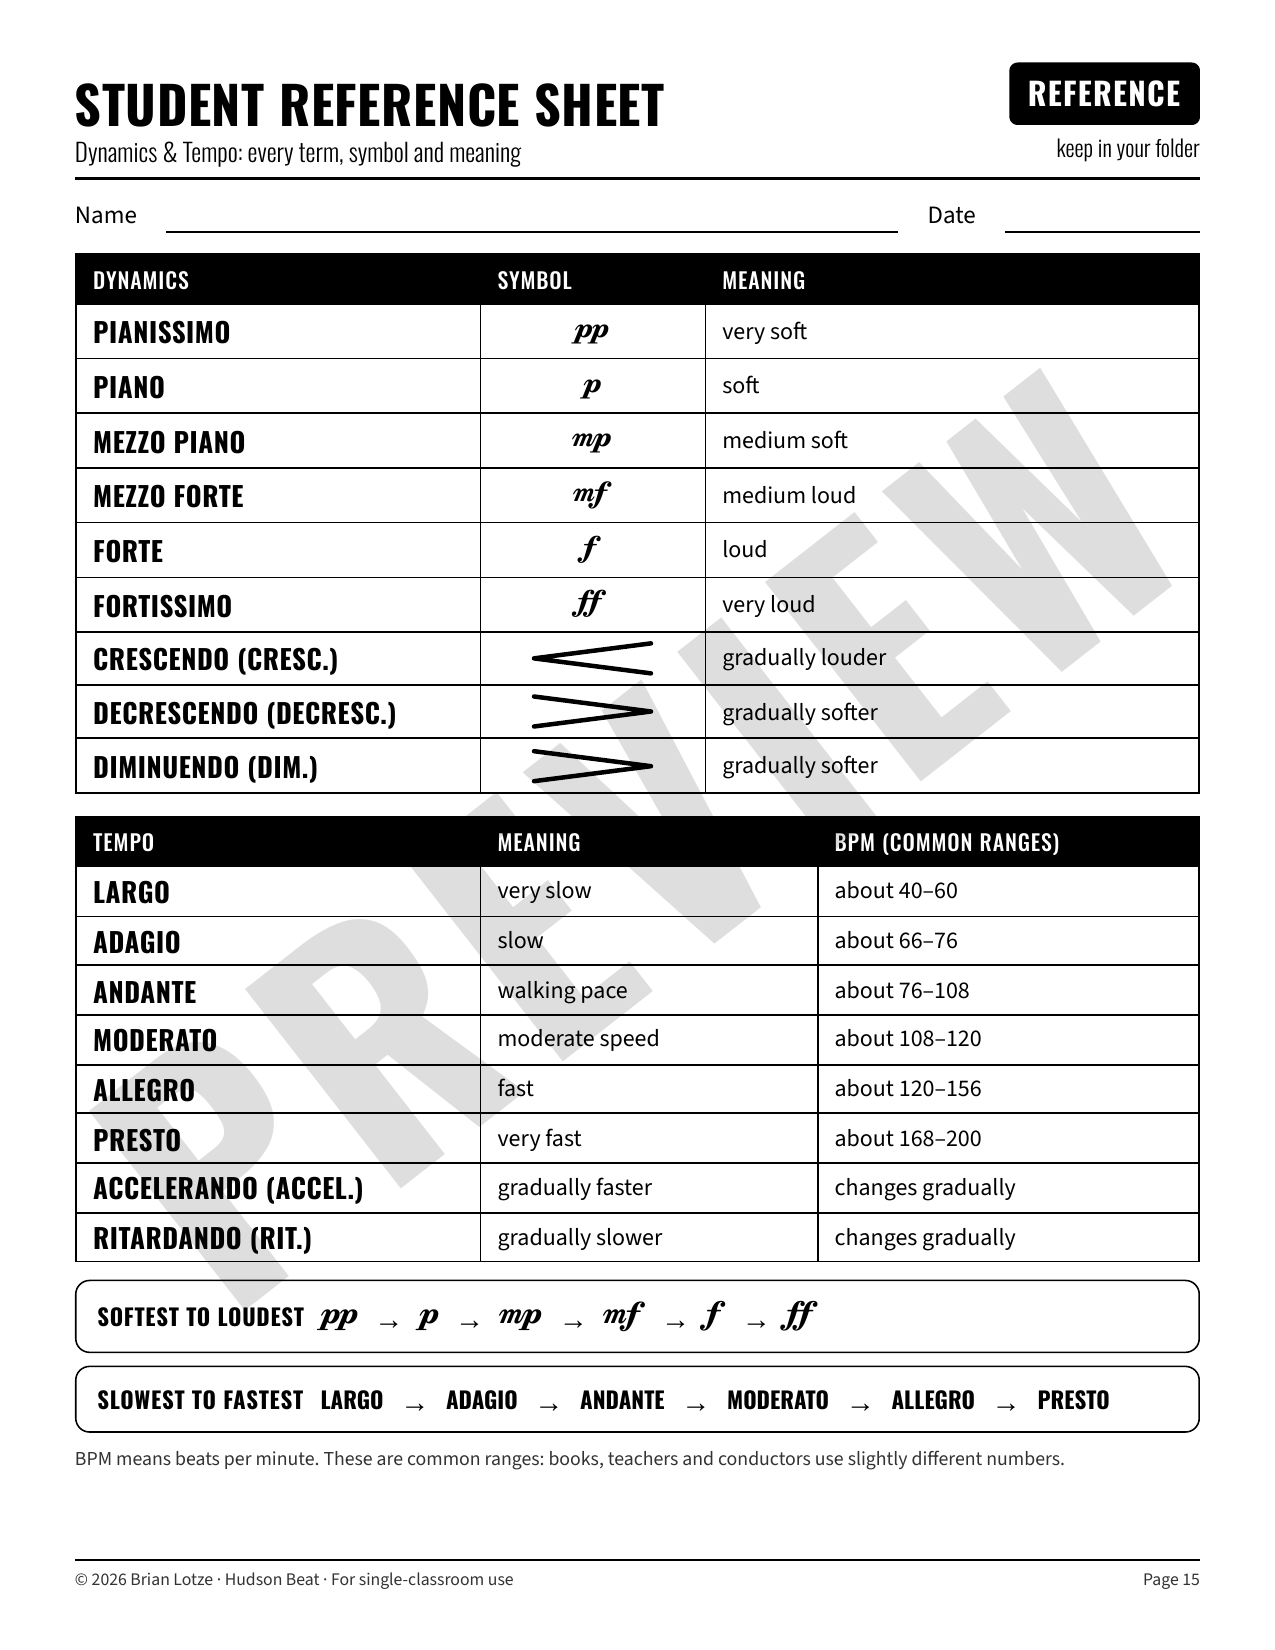 STUDENT REFERENCE SHEET
REFERENCE
Dynamics & Tempo: every term, symbol and meaning
keep in your folder
Name Date
DYNAMICS SYMBOL MEANING
PIANISSIMO pp very soft
PIANO p soft
MEZZO PIANO mp medium soft
MEZZO FORTE mf medium loud
FORTE f loud
FORTISSIMO ff very loud
CRESCENDO (CRESC.) gradually louder
DECRESCENDO (DECRESC.) gradually softer
DIMINUENDO (DIM.) gradually softer
TEMPO MEANING BPM (COMMON RANGES)
LARGO very slow about 40–60
ADAGIO slow about 66–76
ANDANTE walking pace about 76–108
MODERATO moderate speed about 108–120
ALLEGRO fast about 120–156
PRESTO very fast about 168–200
ACCELERANDO (ACCEL.) gradually faster changes gradually
RITARDANDO (RIT.) gradually slower changes gradually
PREVIEW
SOFTEST TO LOUDEST pp → p → mp → mf → f → ff
SLOWEST TO FASTEST LARGO → ADAGIO → ANDANTE → MODERATO → ALLEGRO → PRESTO
BPM means beats per minute. These are common ranges: books, teachers and conductors use slightly different numbers.
© 2026 Brian Lotze · Hudson Beat · For single-classroom use Page 15